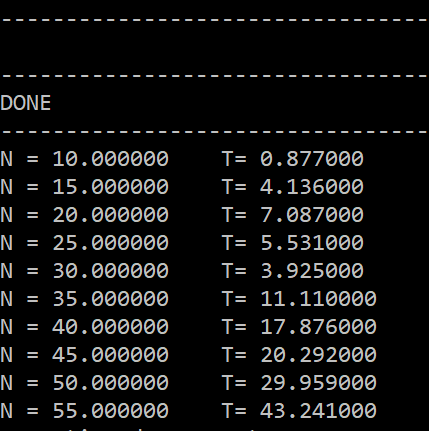 ---------------------------------
---------------------------------
DONE
---------------------------------
N = 10.000000    T= 0.877000
N = 15.000000    T= 4.136000
N = 20.000000    T= 7.087000
N = 25.000000    T= 5.531000
N = 30.000000    T= 3.925000
N = 35.000000    T= 11.110000
N = 40.000000    T= 17.876000
N = 45.000000    T= 20.292000
N = 50.000000    T= 29.959000
N = 55.000000    T= 43.241000